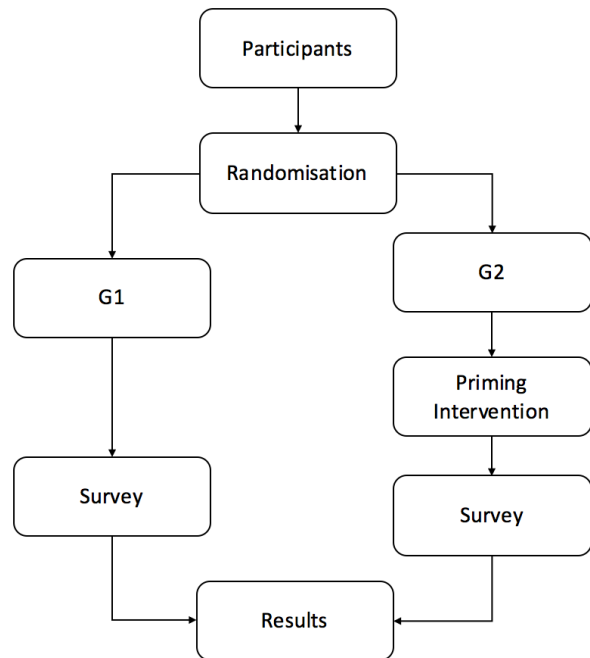 Participants
Randomisation
G1
G2
Priming
Intervention
Survey
Survey
Results